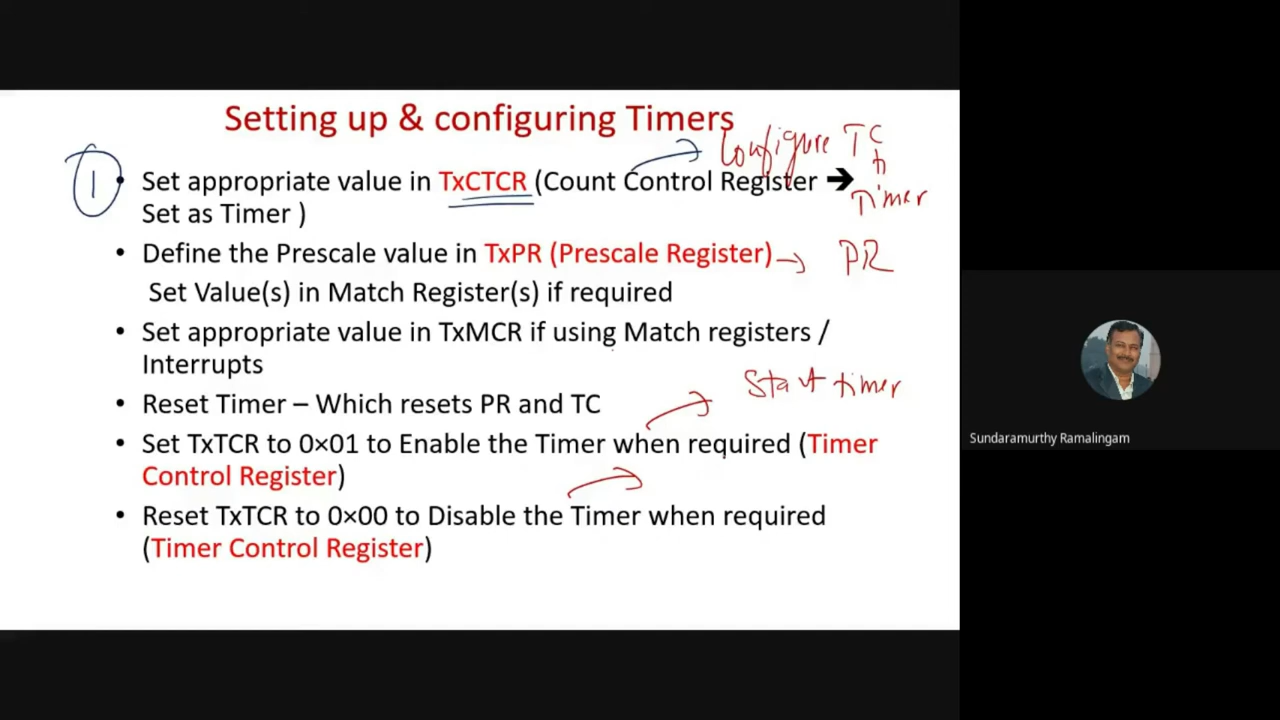 Setting up & configuring Timers
Configure TC
1
• Set appropriate value in TxCTCR (Count Control Register ➔
Timer
Set as Timer )
• Define the Prescale value in TxPR (Prescale Register) → PR
Set Value(s) in Match Register(s) if required
• Set appropriate value in TxMCR if using Match registers /
Interrupts
Start timer
• Reset Timer – Which resets PR and TC
• Set TxTCR to 0×01 to Enable the Timer when required (Timer
Control Register)
• Reset TxTCR to 0×00 to Disable the Timer when required
(Timer Control Register)
Sundaramurthy Ramalingam